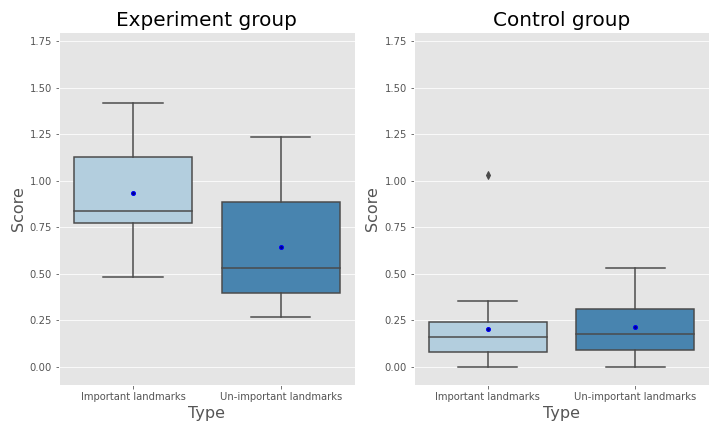 Experiment group
1.75
1.50
1.25
1.00
0.75
0.50
0.25
0.00
Score
Important landmarks
Un-important landmarks
Type
Control group
1.75
1.50
1.25
1.00
0.75
0.50
0.25
0.00
Score
Important landmarks
Un-important landmarks
Type